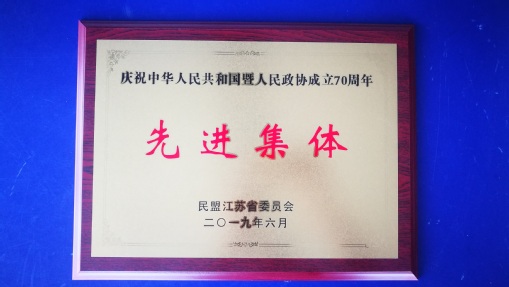 庆祝中华人民共和国暨人民政协成立70周年
先进集体
民盟江苏省委员会
二〇一九年六月